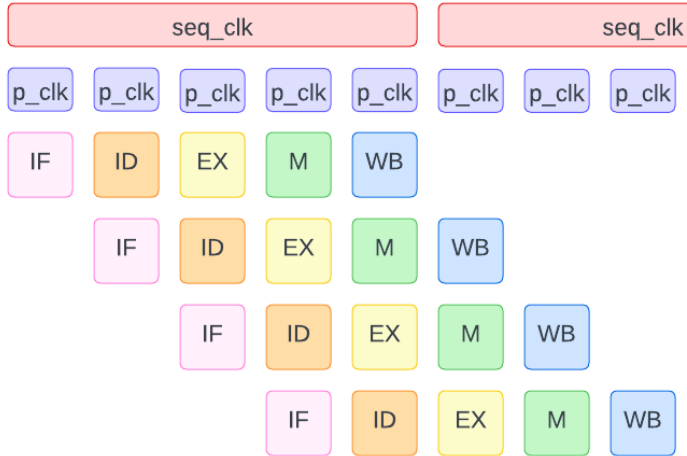 seq_clk seq_clk
p_clk p_clk p_clk p_clk p_clk p_clk p_clk p_clk
IF ID EX M WB
IF ID EX M WB
IF ID EX M WB
IF ID EX M WB